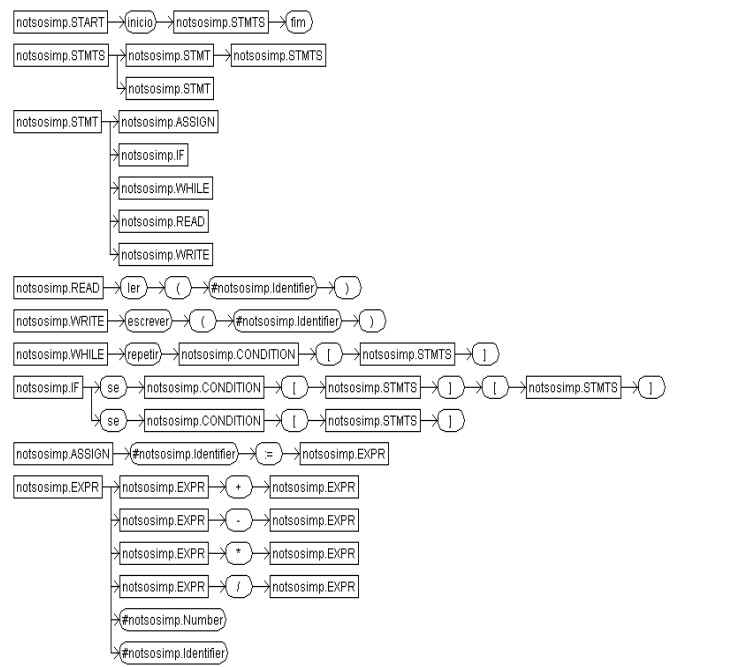 notsosimp.START inicio notsosimp.STMTS fim
notsosimp.STMTS notsosimp.STMT notsosimp.STMTS
notsosimp.STMT
notsosimp.STMT notsosimp.ASSIGN
notsosimp.IF
notsosimp.WHILE
notsosimp.READ
notsosimp.WRITE
notsosimp.READ ler ( #notsosimp.Identifier )
notsosimp.WRITE escrever ( #notsosimp.Identifier )
notsosimp.WHILE repetir notsosimp.CONDITION [ notsosimp.STMTS ]
notsosimp.IF se notsosimp.CONDITION [ notsosimp.STMTS ] [ notsosimp.STMTS ]
se notsosimp.CONDITION [ notsosimp.STMTS ]
notsosimp.ASSIGN #notsosimp.Identifier := notsosimp.EXPR
notsosimp.EXPR notsosimp.EXPR + notsosimp.EXPR
notsosimp.EXPR - notsosimp.EXPR
notsosimp.EXPR * notsosimp.EXPR
notsosimp.EXPR / notsosimp.EXPR
#notsosimp.Number
#notsosimp.Identifier